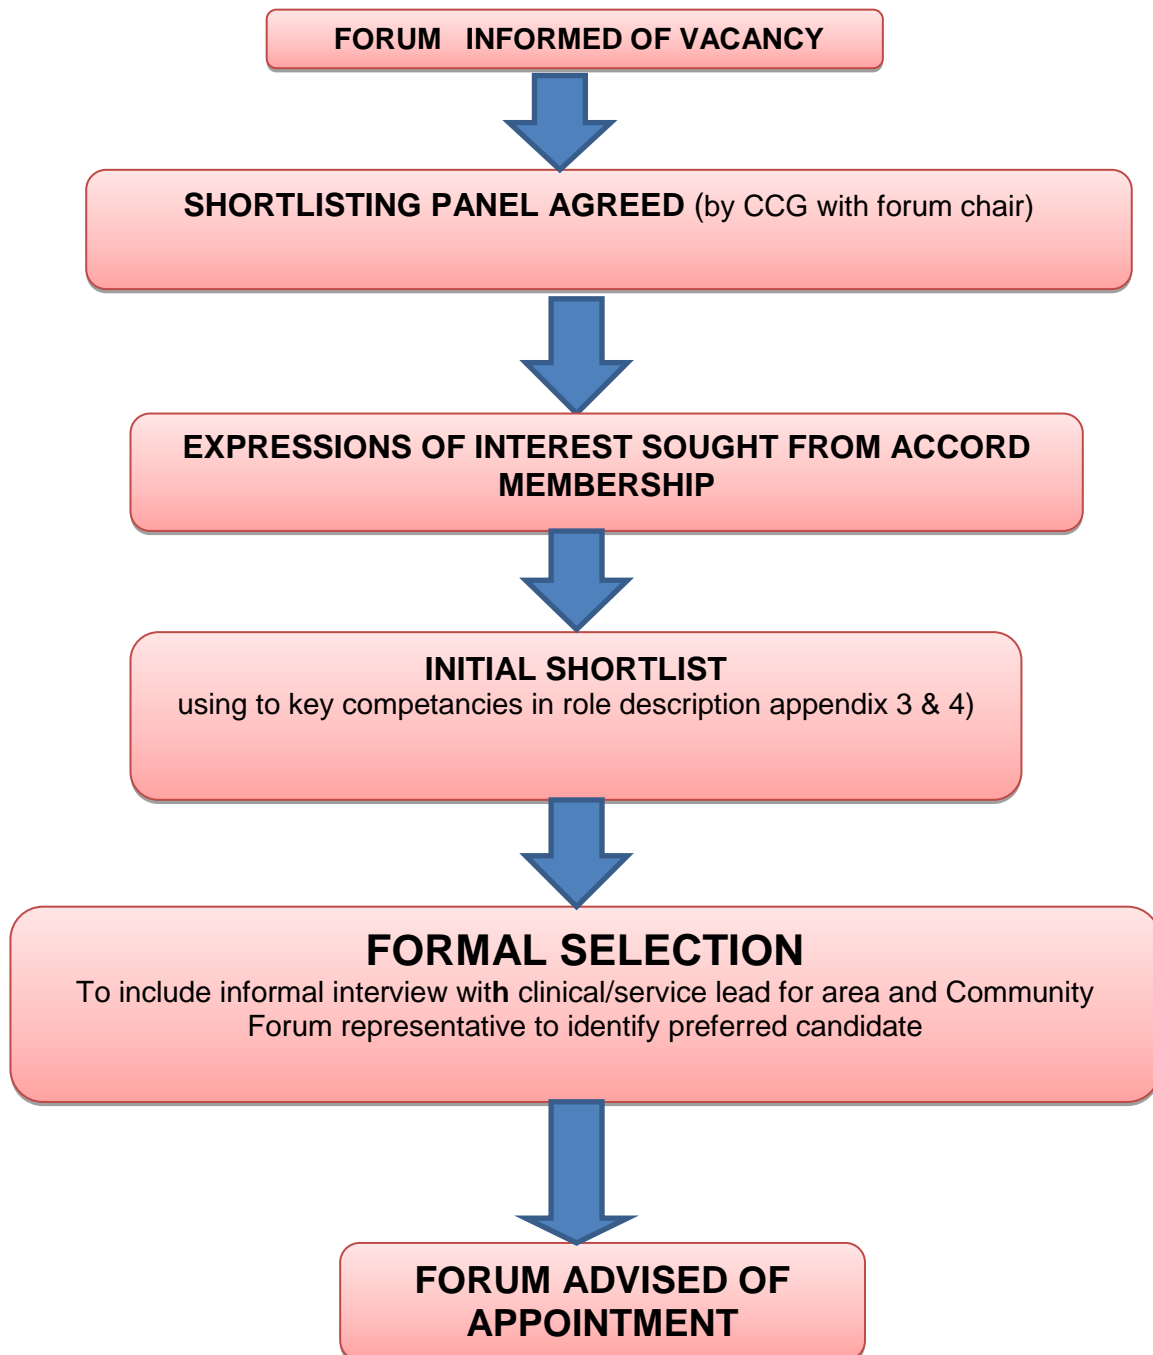 FORUM   INFORMED OF VACANCY
SHORTLISTING PANEL AGREED (by CCG with forum chair)
EXPRESSIONS OF INTEREST SOUGHT FROM ACCORD
MEMBERSHIP
INITIAL SHORTLIST
using to key competancies in role description appendix 3 & 4)
FORMAL SELECTION
To include informal interview with clinical/service lead for area and Community
Forum representative to identify preferred candidate
FORUM ADVISED OF
APPOINTMENT